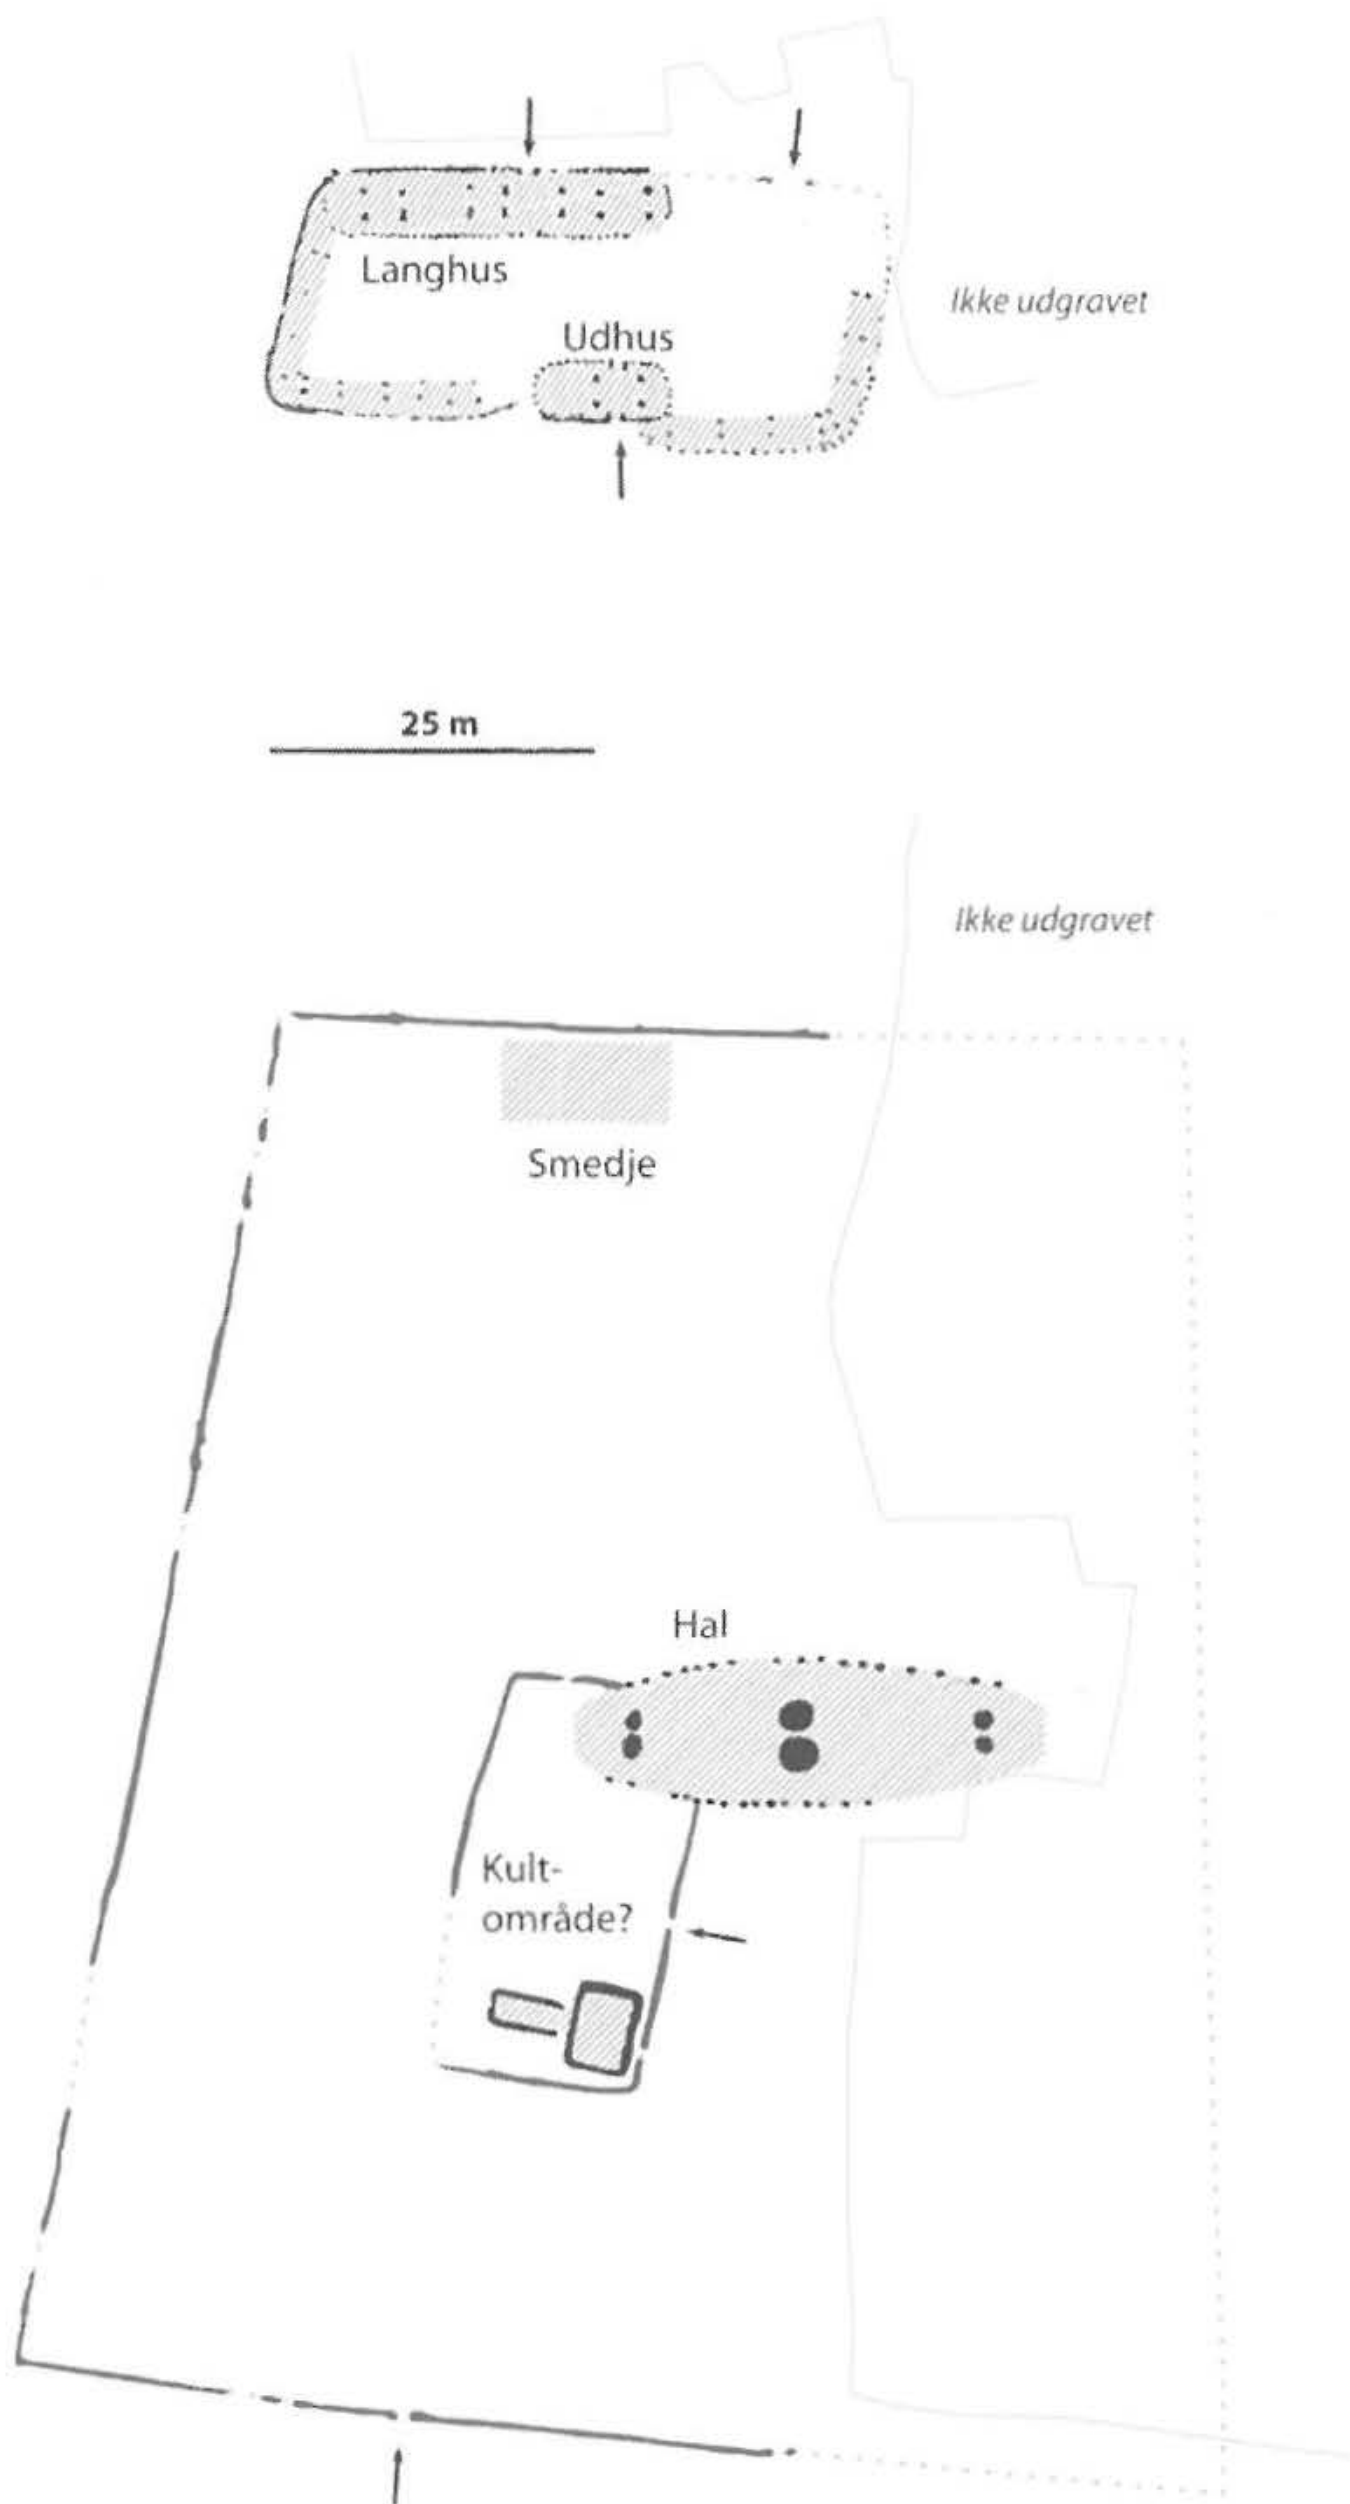 Langhus
Ikke udgravet
Udhus
25 m
Ikke udgravet
Smedje
Hal
Kult-
område?